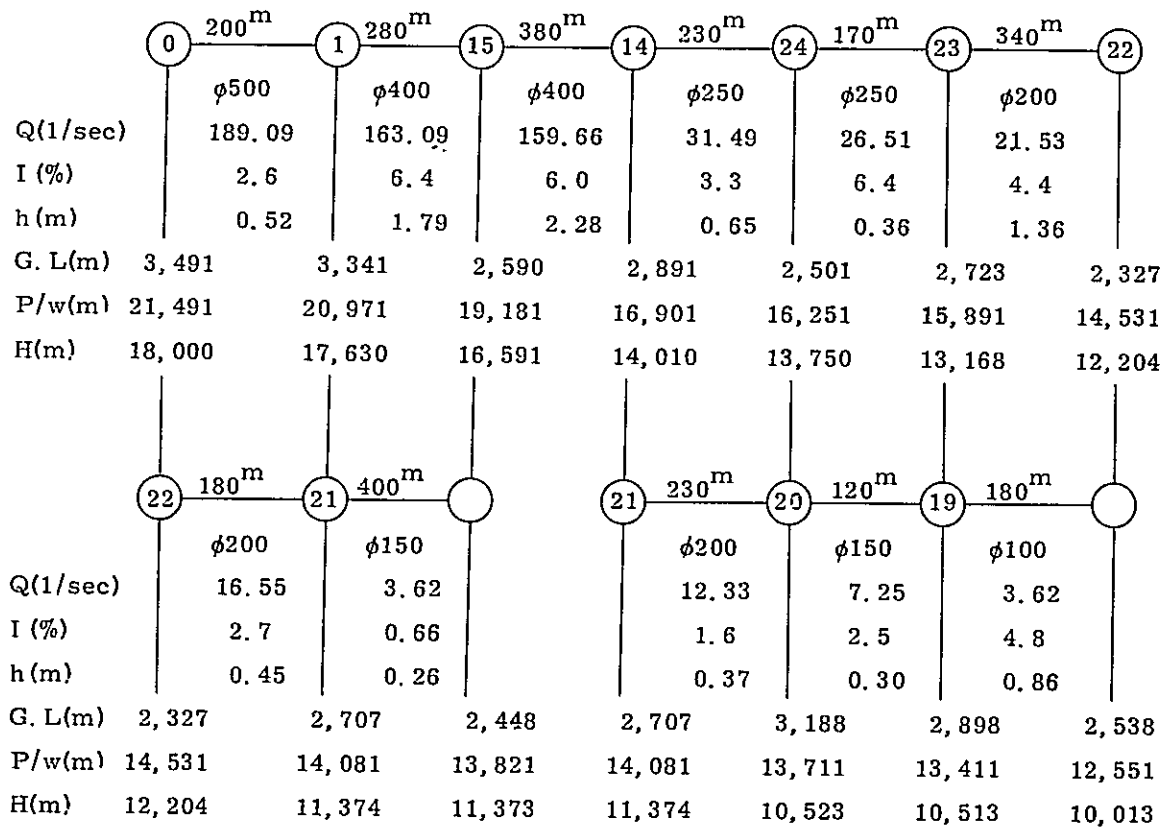 0 200m 1 280m 15 380m 14 230m 24 170m 23 340m 22
φ500 φ400 φ400 φ250 φ250 φ200
Q(1/sec) 189.09 163.09 159.66 31.49 26.51 21.53
I (%) 2.6 6.4 6.0 3.3 6.4 4.4
h(m) 0.52 1.79 2.28 0.65 0.36 1.36
G.L(m) 3,491 3,341 2,590 2,891 2,501 2,723 2,327
P/w(m) 21,491 20,971 19,181 16,901 16,251 15,891 14,531
H(m) 18,000 17,630 16,591 14,010 13,750 13,168 12,204
22 180m 21 400m 21 230m 20 120m 19 180m
φ200 φ150 φ200 φ150 φ100
Q(1/sec) 16.55 3.62 12.33 7.25 3.62
I (%) 2.7 0.66 1.6 2.5 4.8
h(m) 0.45 0.26 0.37 0.30 0.86
G.L(m) 2,327 2,707 2,448 2,707 3,188 2,898 2,538
P/w(m) 14,531 14,081 13,821 14,081 13,711 13,411 12,551
H(m) 12,204 11,374 11,373 11,374 10,523 10,513 10,013